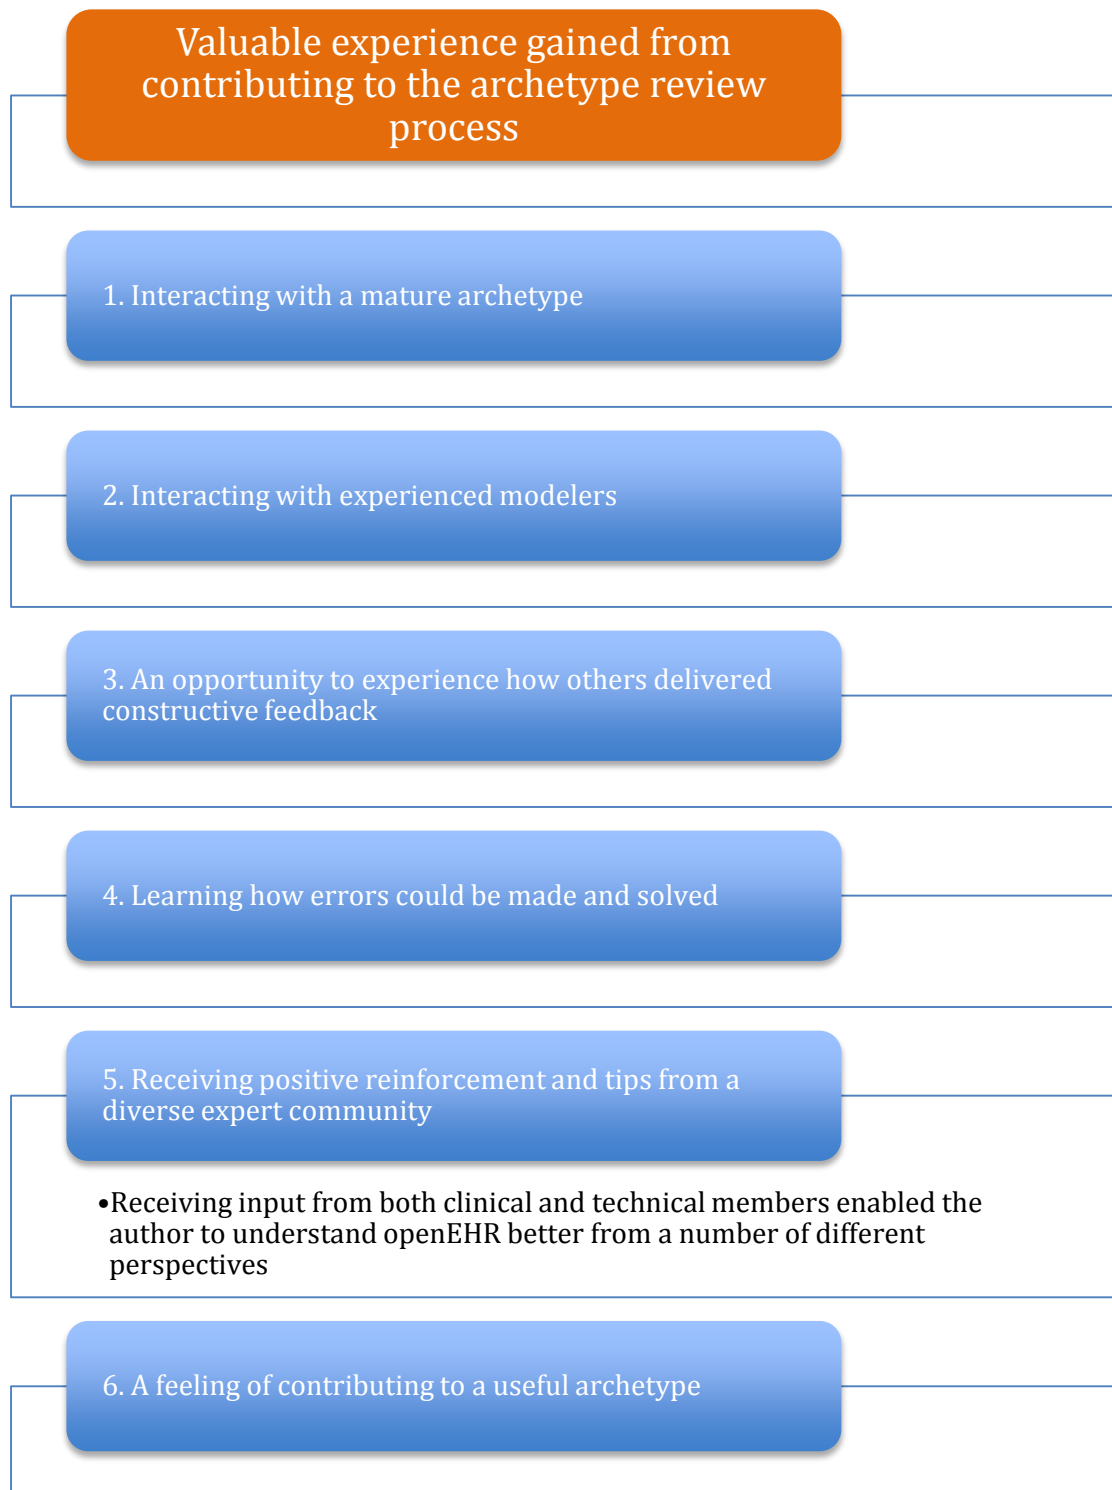 Valuable experience gained from
contributing to the archetype review
process
1. Interacting with a mature archetype
2. Interacting with experienced modelers
3. An opportunity to experience how others delivered
constructive feedback
4. Learning how errors could be made and solved
5. Receiving positive reinforcement and tips from a
diverse expert community
•Receiving input from both clinical and technical members enabled the
author to understand openEHR better from a number of different
perspectives
6. A feeling of contributing to a useful archetype